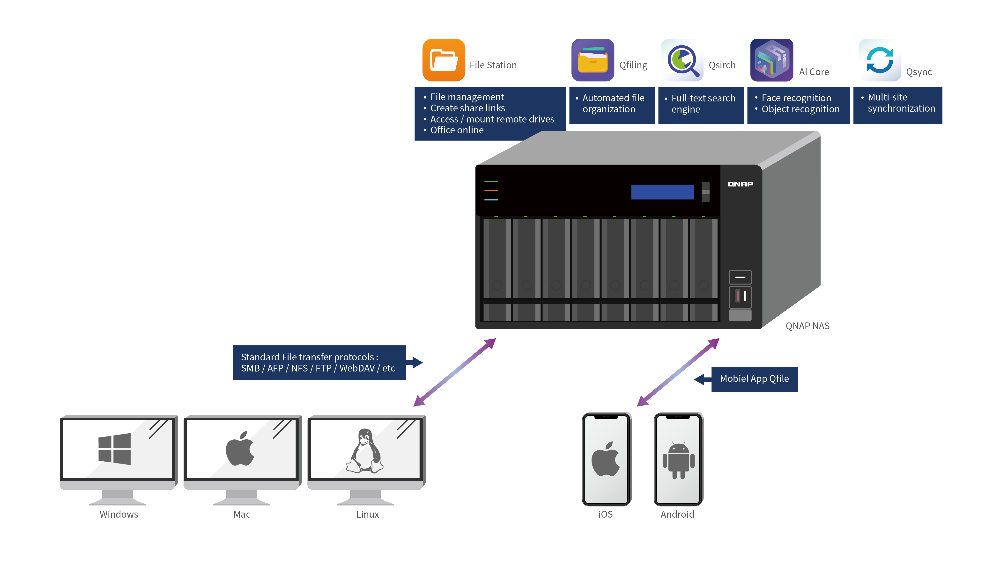 File Station
Qfiling
Qsirch
AI Core
Qsync
• File management
• Create share links
• Access / mount remote drives
• Office online
• Automated file
organization
• Full-text search
engine
• Face recognition
• Object recognition
• Multi-site
synchronization
QNAP
QNAP NAS
Standard File transfer protocols :
SMB / AFP / NFS / FTP / WebDAV / etc
Mobiel App Qfile
Windows
Mac
Linux
iOS
Android